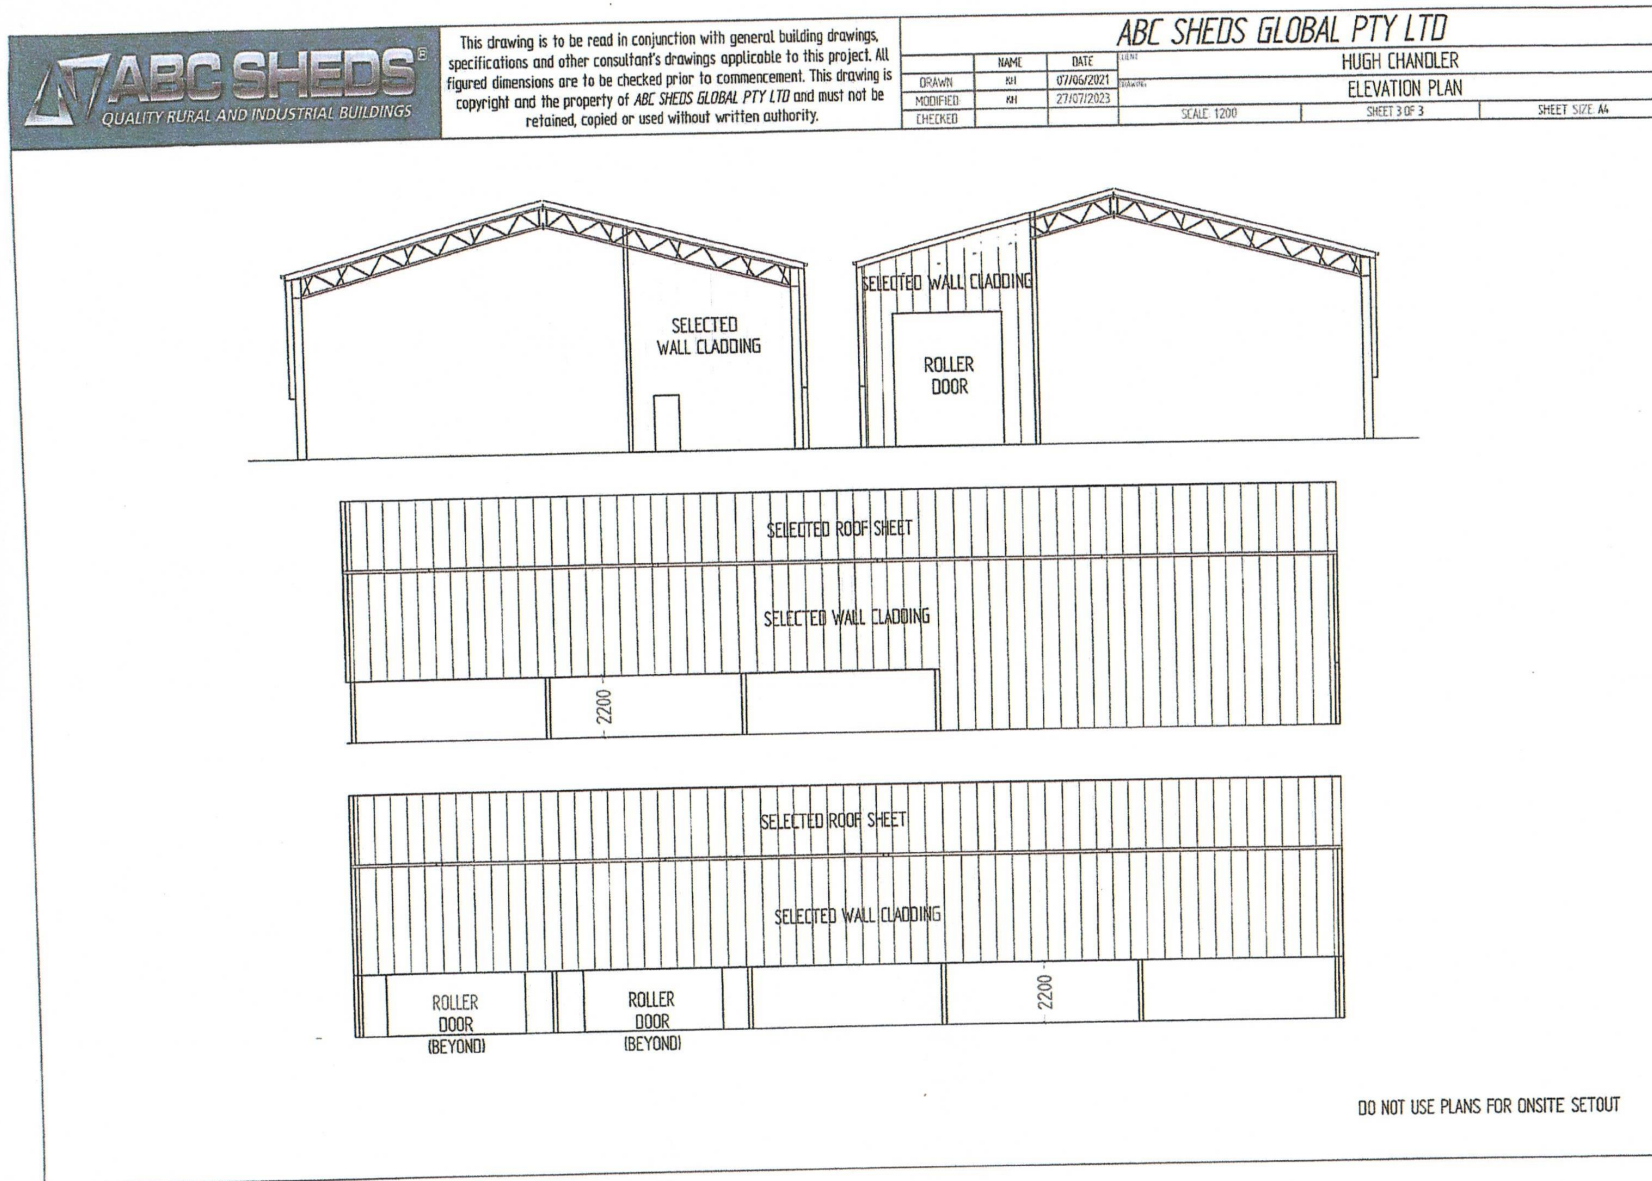 ABC SHEDS®
QUALITY RURAL AND INDUSTRIAL BUILDINGS
This drawing is to be read in conjunction with general building drawings,
specifications and other consultant's drawings applicable to this project. All
figured dimensions are to be checked prior to commencement. This drawing is
copyright and the property of ABC SHEDS GLOBAL PTY LTD and must not be
retained, copied or used without written authority.
ABC SHEDS GLOBAL PTY LTD
NAME DATE CLIENT HUGH CHANDLER
DRAWN KH 07/06/2021 DRAWING ELEVATION PLAN
MODIFIED KH 27/07/2023
CHECKED SCALE 1200 SHEET 3 OF 3 SHEET SIZE A4
SELECTED
WALL CLADDING
SELECTED WALL CLADDING
ROLLER
DOOR
SELECTED ROOF SHEET
SELECTED WALL CLADDING
2200
SELECTED ROOF SHEET
SELECTED WALL CLADDING
ROLLER
DOOR
(BEYOND)
ROLLER
DOOR
(BEYOND)
2200
DO NOT USE PLANS FOR ONSITE SETOUT